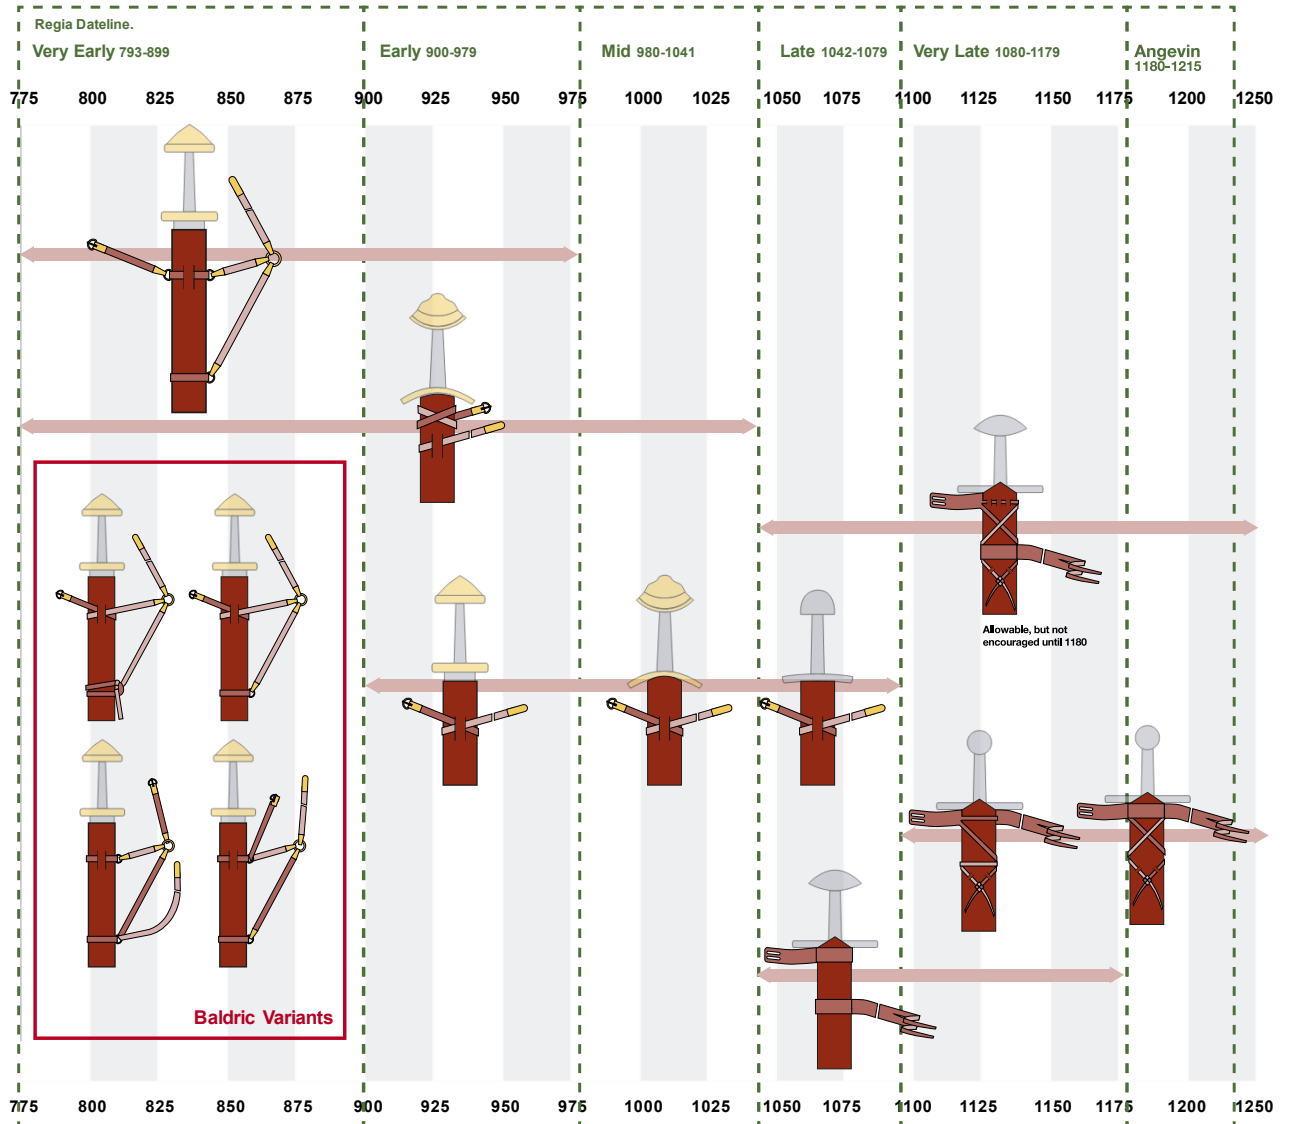 Regia Dateline.
Very Early 793-899
Early 900-979
Mid 980-1041
Late 1042-1079
Very Late 1080-1179
Angevin
1180-1215
775 800 825 850 875 900 925 950 975 1000 1025 1050 1075 1100 1125 1150 1175 1200 1250
Allowable, but not
encouraged until 1180
Baldric Variants
775 800 825 850 875 900 925 950 975 1000 1025 1050 1075 1100 1125 1150 1175 1200 1250